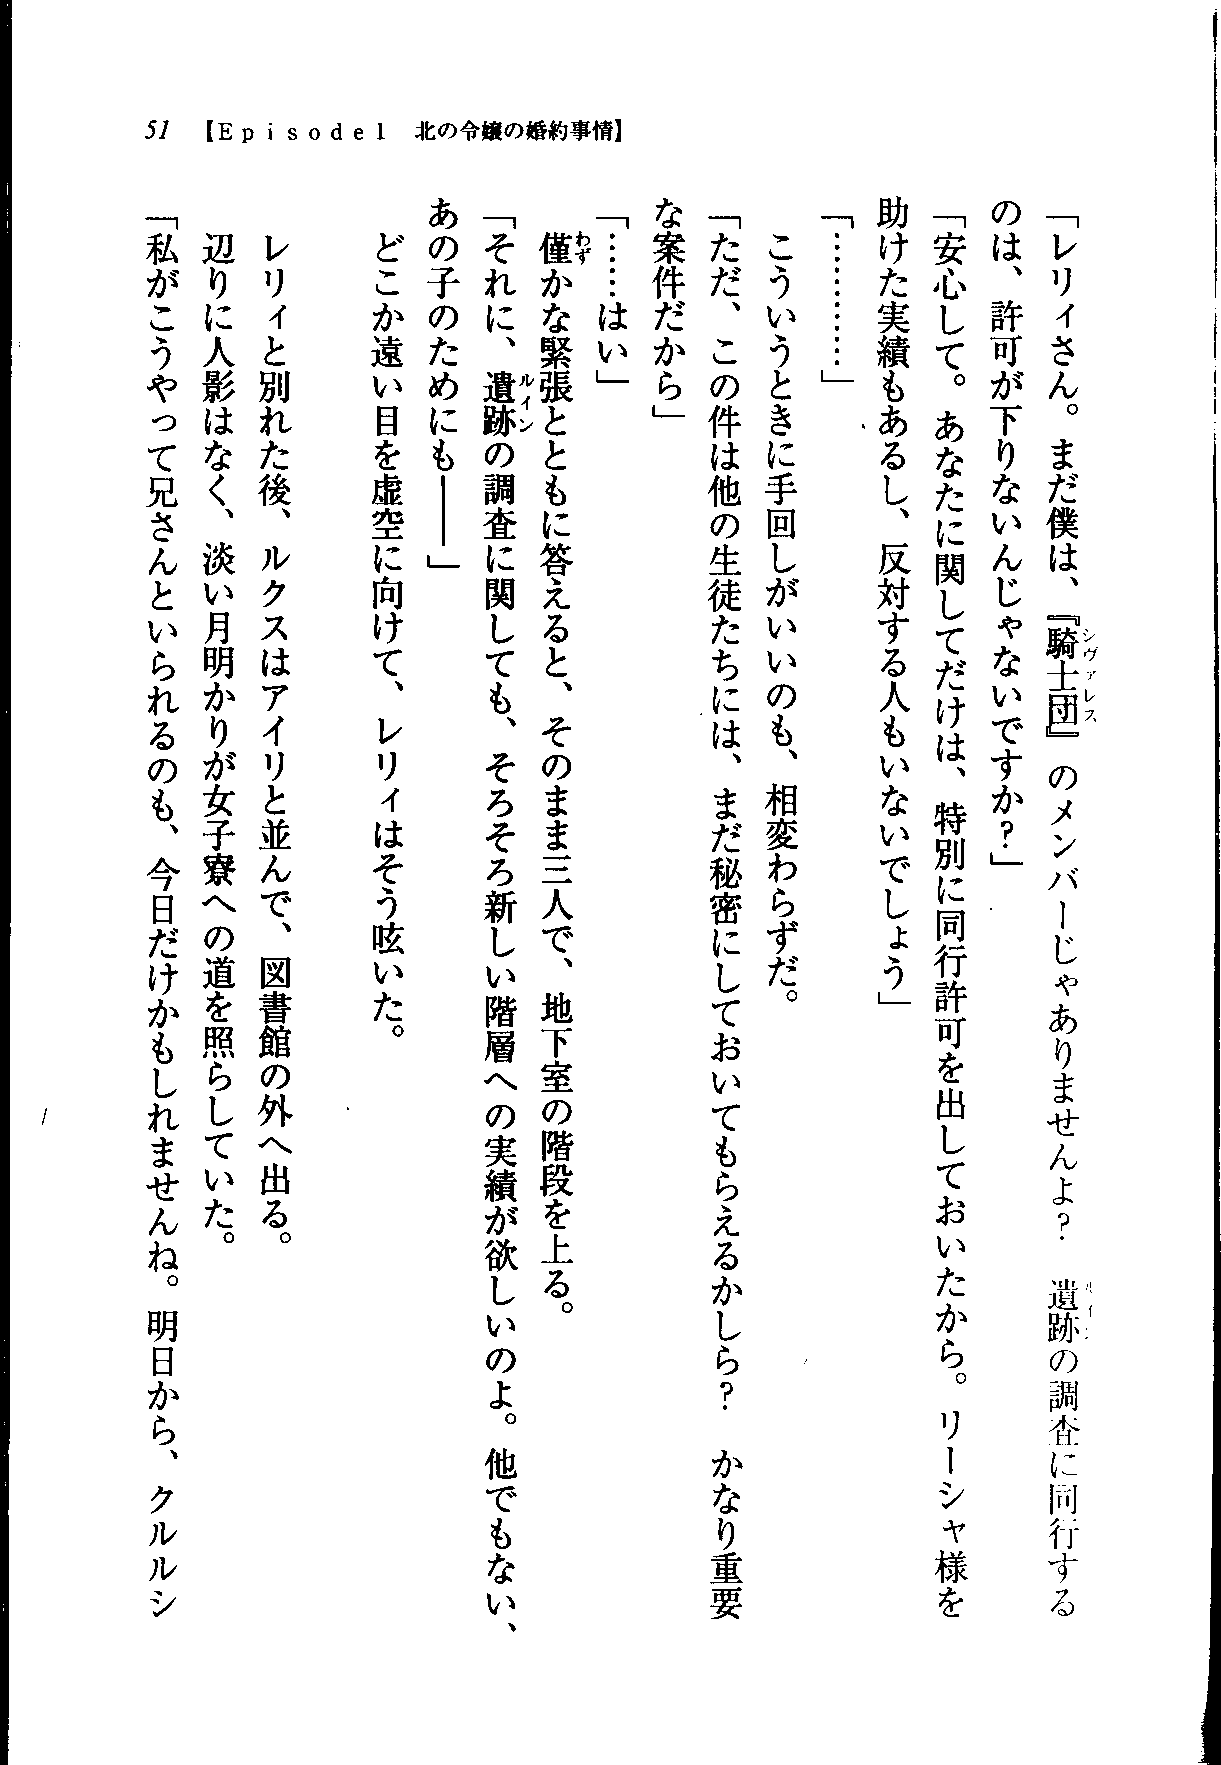 51 【Episode1　北の令嬢の婚約事情】
「レリィさん。まだ僕は、『騎士団』のメンバーじゃありませんよ？　遺跡の調査に同行する
シヴァレス
ルイン
のは、許可が下りないんじゃないですか？」
「安心して。あなたに関してだけは、特別に同行許可を出しておいたから。リーシャ様を
助けた実績もあるし、反対する人もいないでしょう」
「…………」
こういうときに手回しがいいのも、相変わらずだ。
「ただ、この件は他の生徒たちには、まだ秘密にしておいてもらえるかしら？　かなり重要
な案件だから」
「……はい」
僅かな緊張とともに答えると、そのまま三人で、地下室の階段を上る。
わず
「それに、遺跡の調査に関しても、そろそろ新しい階層への実績が欲しいのよ。他でもない、
ルイン
あの子のためにも――」
どこか遠い目を虚空に向けて、レリィはそう呟いた。
レリィと別れた後、ルクスはアイリと並んで、図書館の外へ出る。
辺りに人影はなく、淡い月明かりが女子寮への道を照らしていた。
「私がこうやって兄さんといられるのも、今日だけかもしれませんね。明日から、クルルシ